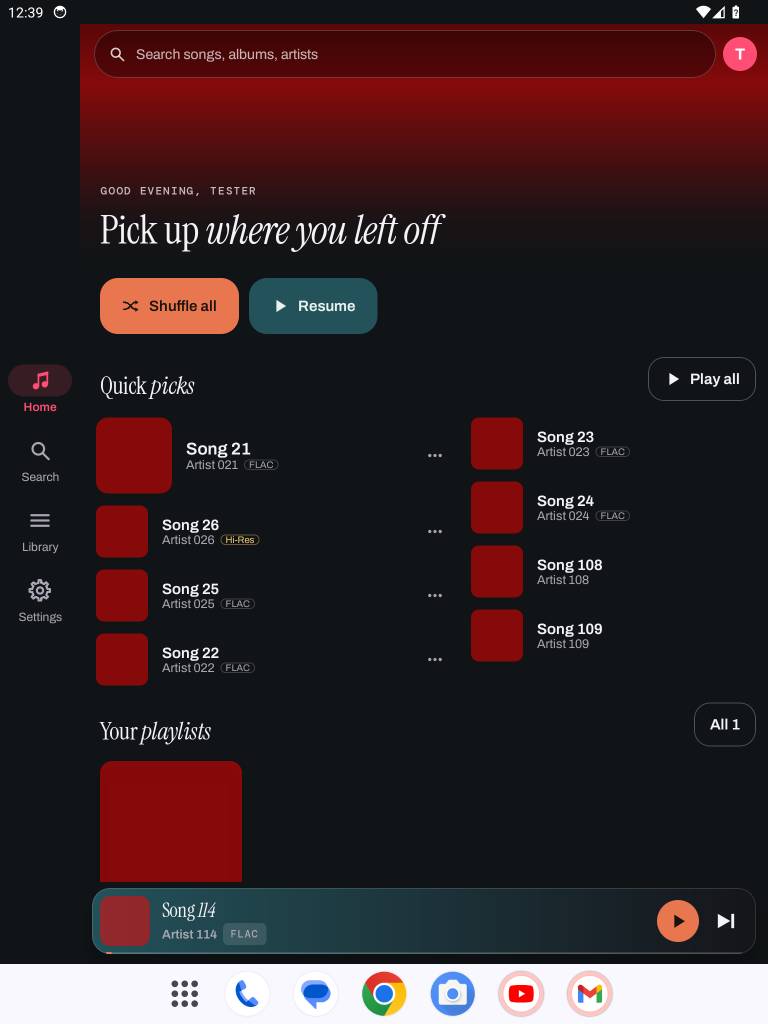 12:39
Search songs, albums, artists
T
GOOD EVENING, TESTER
Pick up where you left off
Shuffle all
Resume
Home
Search
Library
Settings
Quick picks
Play all
Song 21
Artist 021 FLAC
Song 26
Artist 026 Hi-Res
Song 25
Artist 025 FLAC
Song 22
Artist 022 FLAC
Song 23
Artist 023 FLAC
Song 24
Artist 024 FLAC
Song 108
Artist 108
Song 109
Artist 109
Your playlists
All 1
Song 114
Artist 114 FLAC